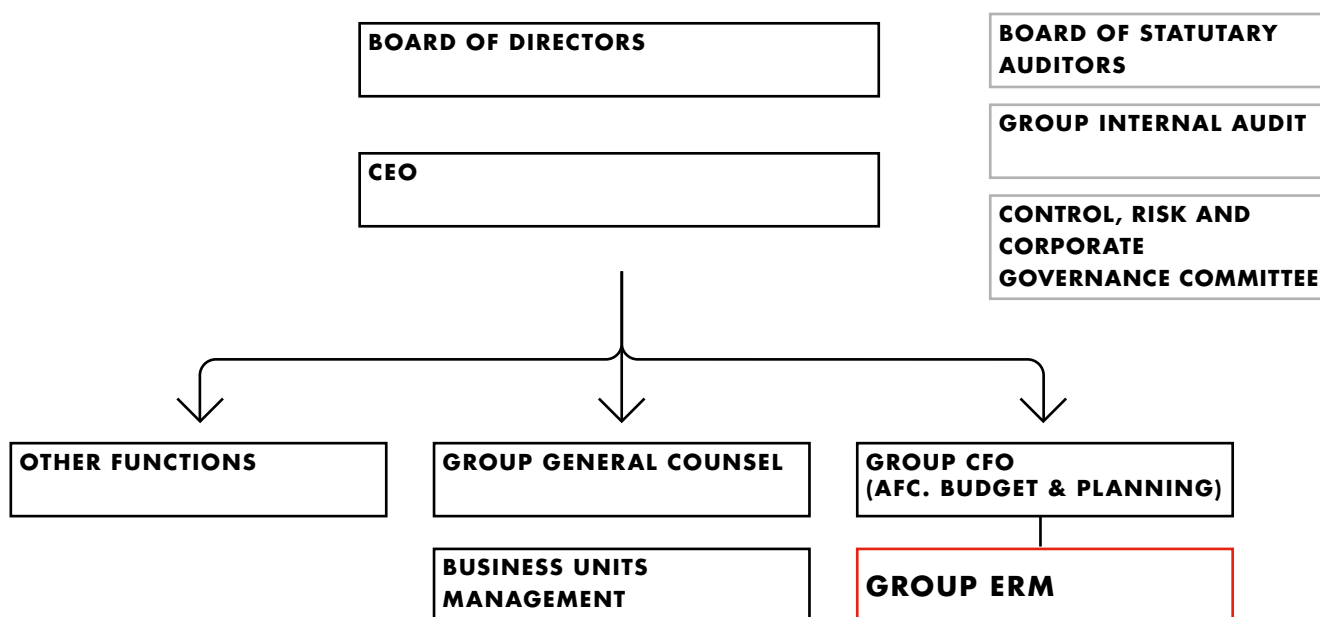 BOARD OF DIRECTORS
BOARD OF STATUTARY
AUDITORS
GROUP INTERNAL AUDIT
CEO
CONTROL, RISK AND
CORPORATE
GOVERNANCE COMMITTEE
OTHER FUNCTIONS
GROUP GENERAL COUNSEL
GROUP CFO
(AFC. BUDGET & PLANNING)
BUSINESS UNITS
MANAGEMENT
GROUP ERM